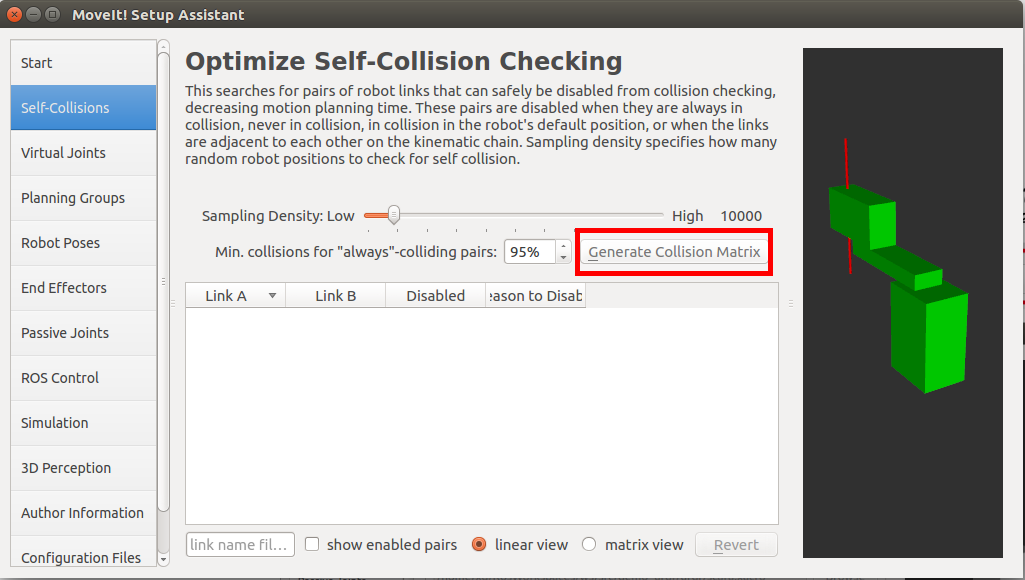 MoveIt! Setup Assistant
Start
Self-Collisions
Virtual Joints
Planning Groups
Robot Poses
End Effectors
Passive Joints
ROS Control
Simulation
3D Perception
Author Information
Configuration Files
Optimize Self-Collision Checking
This searches for pairs of robot links that can safely be disabled from collision checking,
decreasing motion planning time. These pairs are disabled when they are always in
collision, never in collision, in collision in the robot's default position, or when the links
are adjacent to each other on the kinematic chain. Sampling density specifies how many
random robot positions to check for self collision.
Sampling Density: Low High 10000
Min. collisions for "always"-colliding pairs: 95% Generate Collision Matrix
Link A Link B Disabled eason to Disab
link name fil... show enabled pairs linear view matrix view Revert